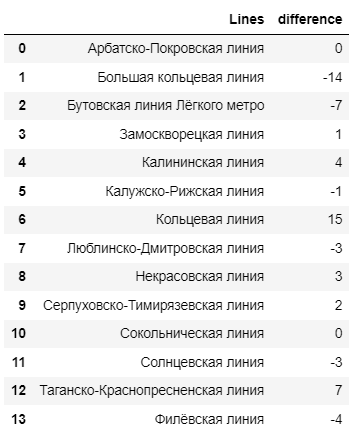 Lines difference
0 Арбатско-Покровская линия 0
1 Большая кольцевая линия -14
2 Бутовская линия Лёгкого метро -7
3 Замоскворецкая линия 1
4 Калининская линия 4
5 Калужско-Рижская линия -1
6 Кольцевая линия 15
7 Люблинско-Дмитровская линия -3
8 Некрасовская линия 3
9 Серпуховско-Тимирязевская линия 2
10 Сокольническая линия 0
11 Солнцевская линия -3
12 Таганско-Краснопресненская линия 7
13 Филёвская линия -4